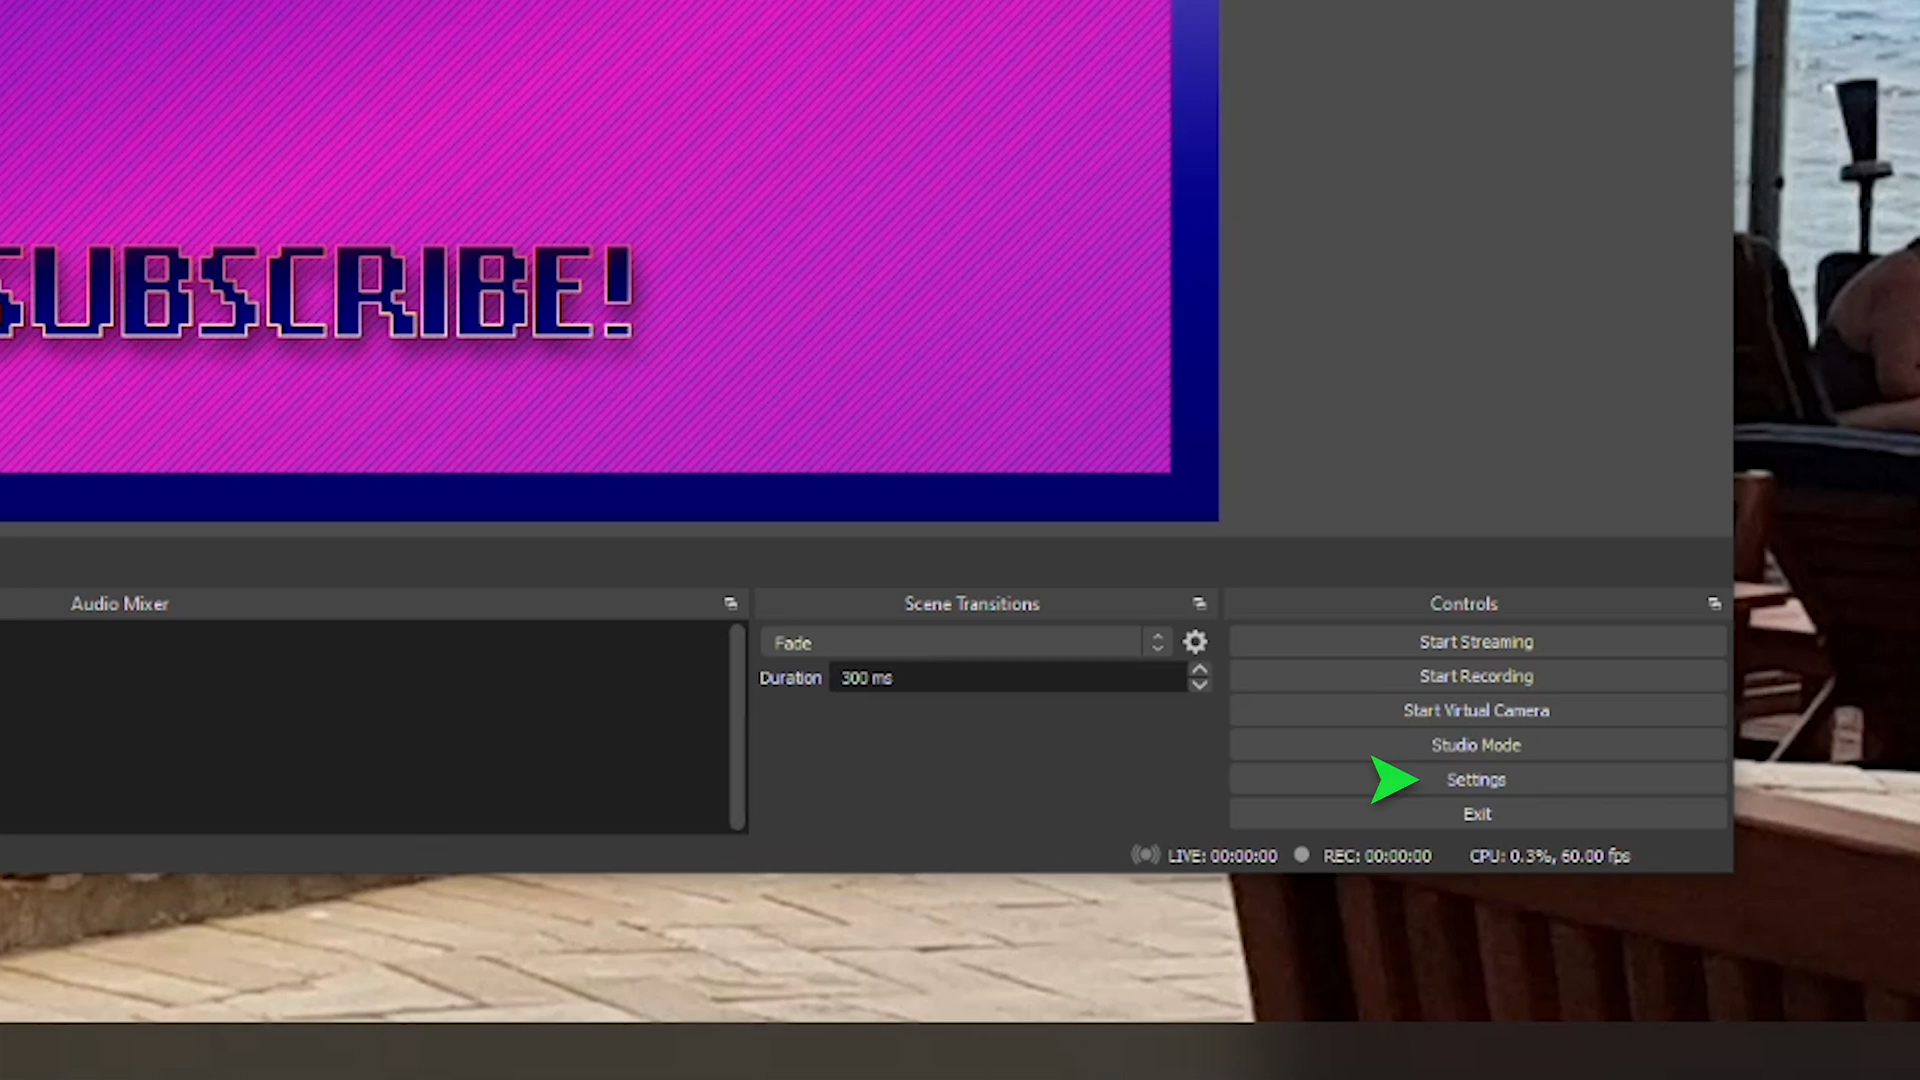 SUBSCRIBE!
Audio Mixer
Scene Transitions
Controls
Fade
Duration 300 ms
Start Streaming
Start Recording
Start Virtual Camera
Studio Mode
Settings
Exit
LIVE: 00:00:00 REC: 00:00:00 CPU: 0.3%, 60.00 fps